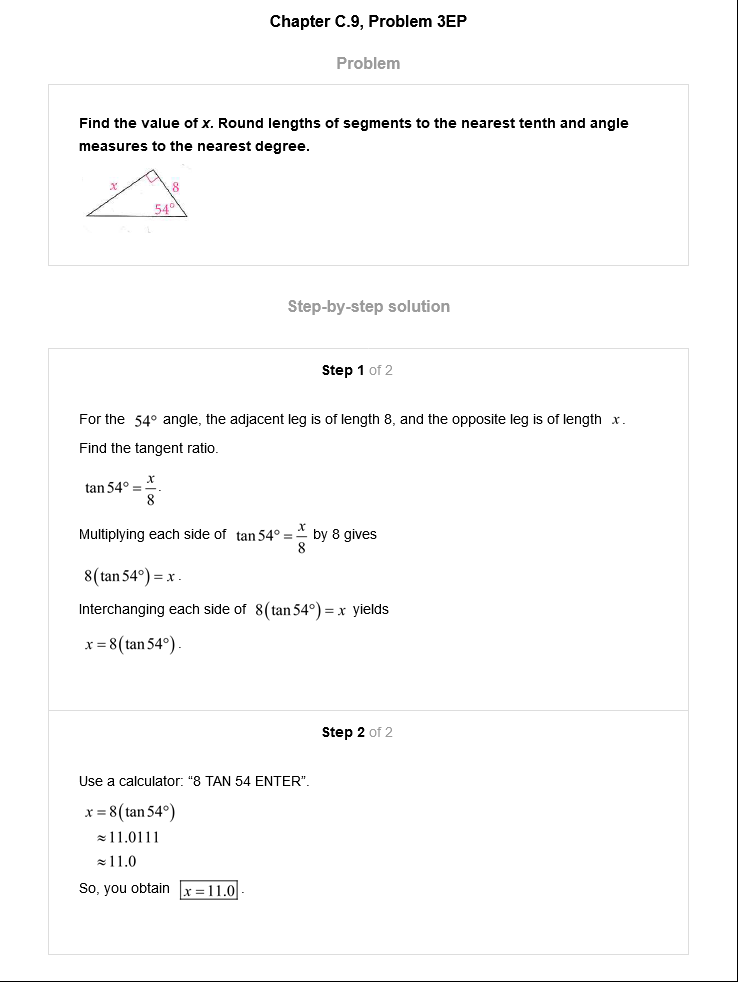 Chapter C.9, Problem 3EP
Problem
Find the value of x. Round lengths of segments to the nearest tenth and angle
measures to the nearest degree.
x
8
54°
Step-by-step solution
Step 1 of 2
For the 54° angle, the adjacent leg is of length 8, and the opposite leg is of length x.
Find the tangent ratio.
tan 54° = x/8.
Multiplying each side of tan 54° = x/8 by 8 gives
8(tan 54°) = x.
Interchanging each side of 8(tan 54°) = x yields
x = 8(tan 54°).
Step 2 of 2
Use a calculator: “8 TAN 54 ENTER”.
x = 8(tan 54°)
≈ 11.0111
≈ 11.0
So, you obtain x = 11.0.